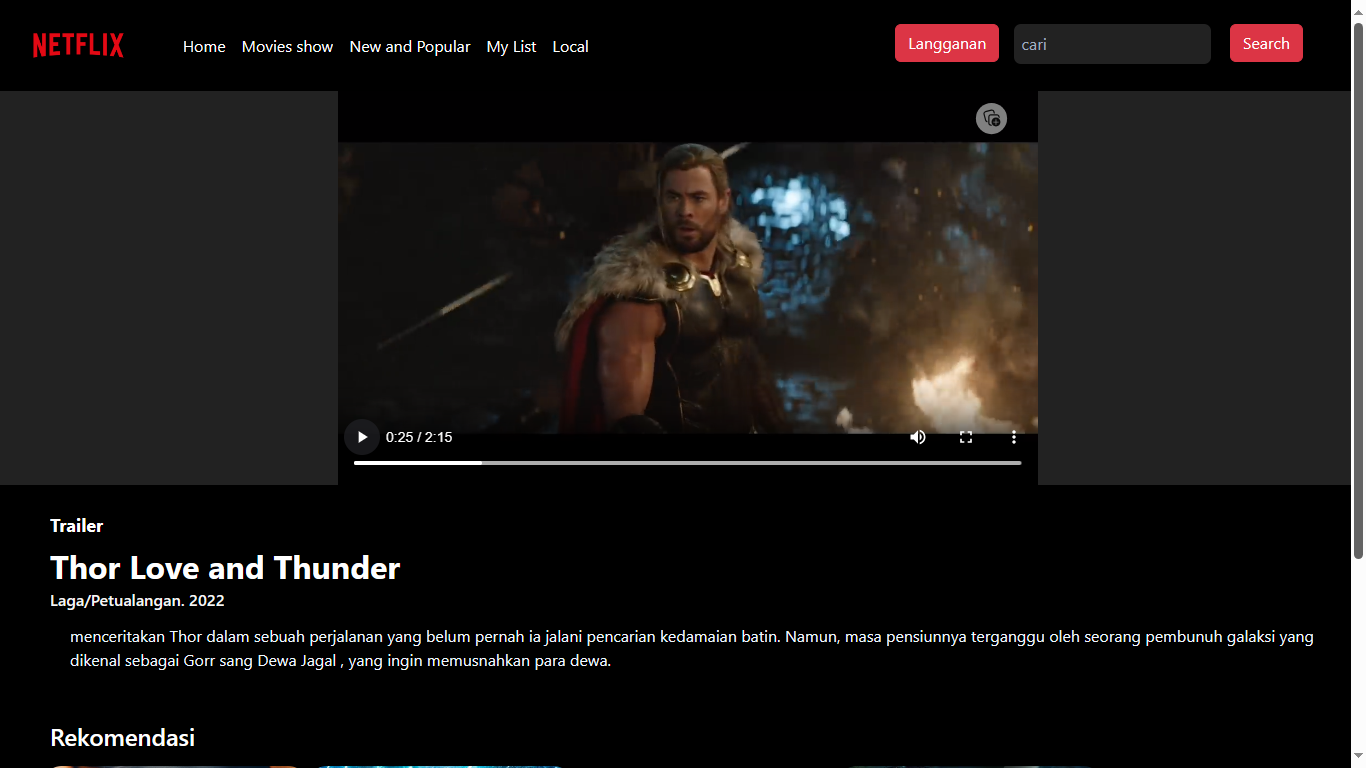 NETFLIX
Home Movies show New and Popular My List Local
Langganan cari Search
0:25 / 2:15
Trailer
Thor Love and Thunder
Laga/Petualangan. 2022
menceritakan Thor dalam sebuah perjalanan yang belum pernah ia jalani pencarian kedamaian batin. Namun, masa pensiunnya terganggu oleh seorang pembunuh galaksi yang
dikenal sebagai Gorr sang Dewa Jagal , yang ingin memusnahkan para dewa.
Rekomendasi